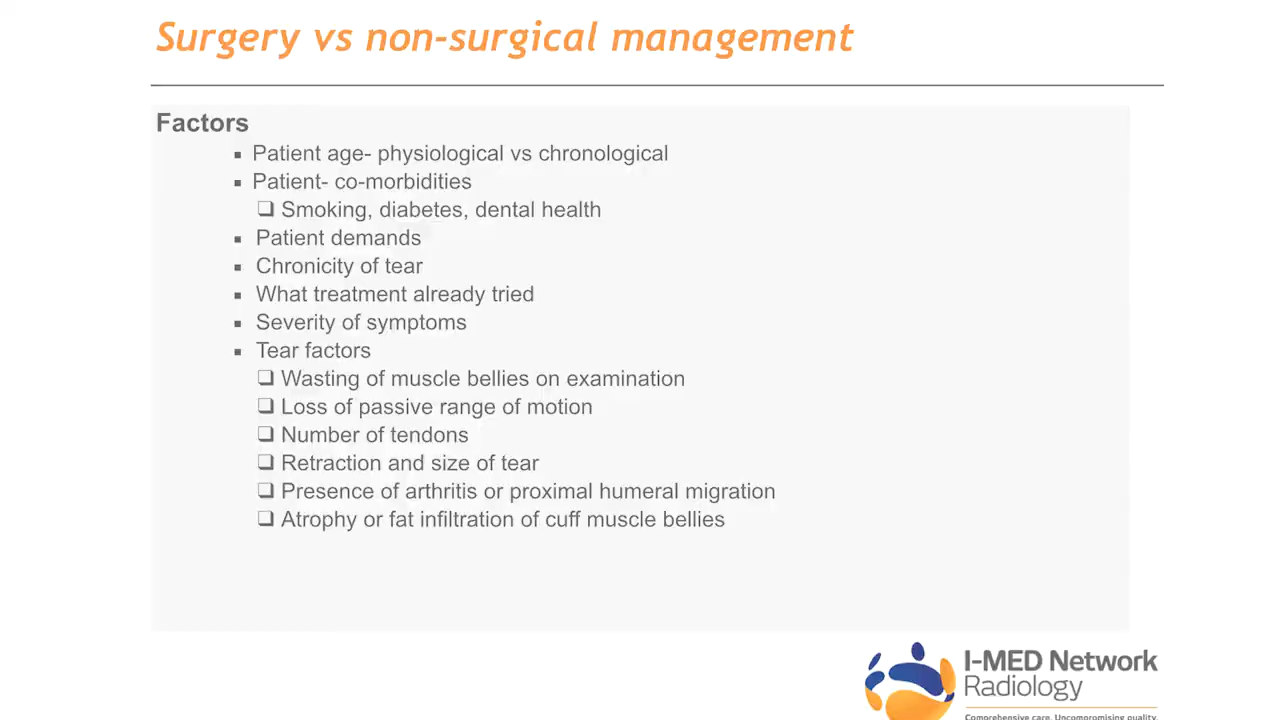 Surgery vs non-surgical management
Factors
▪ Patient age- physiological vs chronological
▪ Patient- co-morbidities
❑ Smoking, diabetes, dental health
▪ Patient demands
▪ Chronicity of tear
▪ What treatment already tried
▪ Severity of symptoms
▪ Tear factors
❑ Wasting of muscle bellies on examination
❑ Loss of passive range of motion
❑ Number of tendons
❑ Retraction and size of tear
❑ Presence of arthritis or proximal humeral migration
❑ Atrophy or fat infiltration of cuff muscle bellies
I-MED Network
Radiology
Comprehensive care. Uncompromising quality.